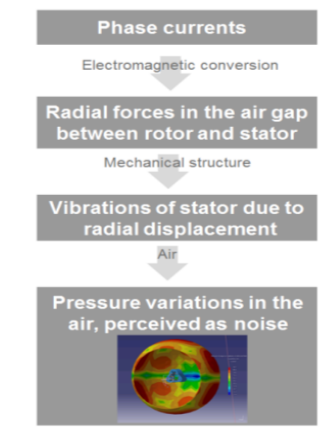 Phase currents
Electromagnetic conversion
Radial forces in the air gap
between rotor and stator
Mechanical structure
Vibrations of stator due to
radial displacement
Air
Pressure variations in the
air, perceived as noise